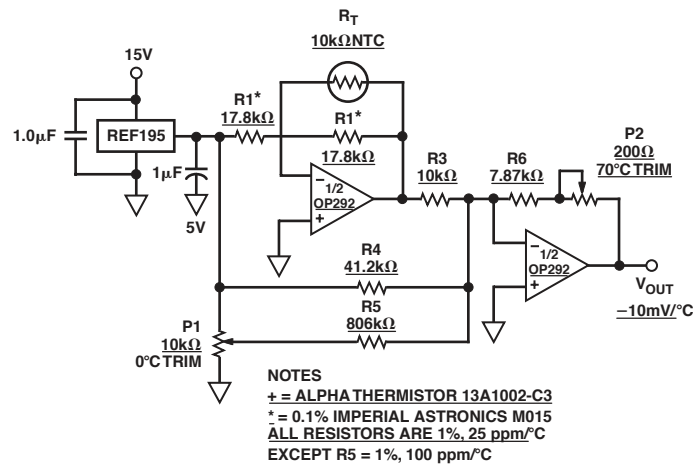 R_T
10kΩNTC
15V
1.0μF
REF195
R1*
17.8kΩ
R1*
17.8kΩ
1μF
5V
–
1/2
OP292
+
R3
10kΩ
R6
7.87kΩ
P2
200Ω
70°C TRIM
–
1/2
OP292
+
V_OUT
–10mV/°C
R4
41.2kΩ
R5
806kΩ
P1
10kΩ
0°C TRIM
NOTES
+ = ALPHA THERMISTOR 13A1002-C3
* = 0.1% IMPERIAL ASTRONICS M015
ALL RESISTORS ARE 1%, 25 ppm/°C
EXCEPT R5 = 1%, 100 ppm/°C